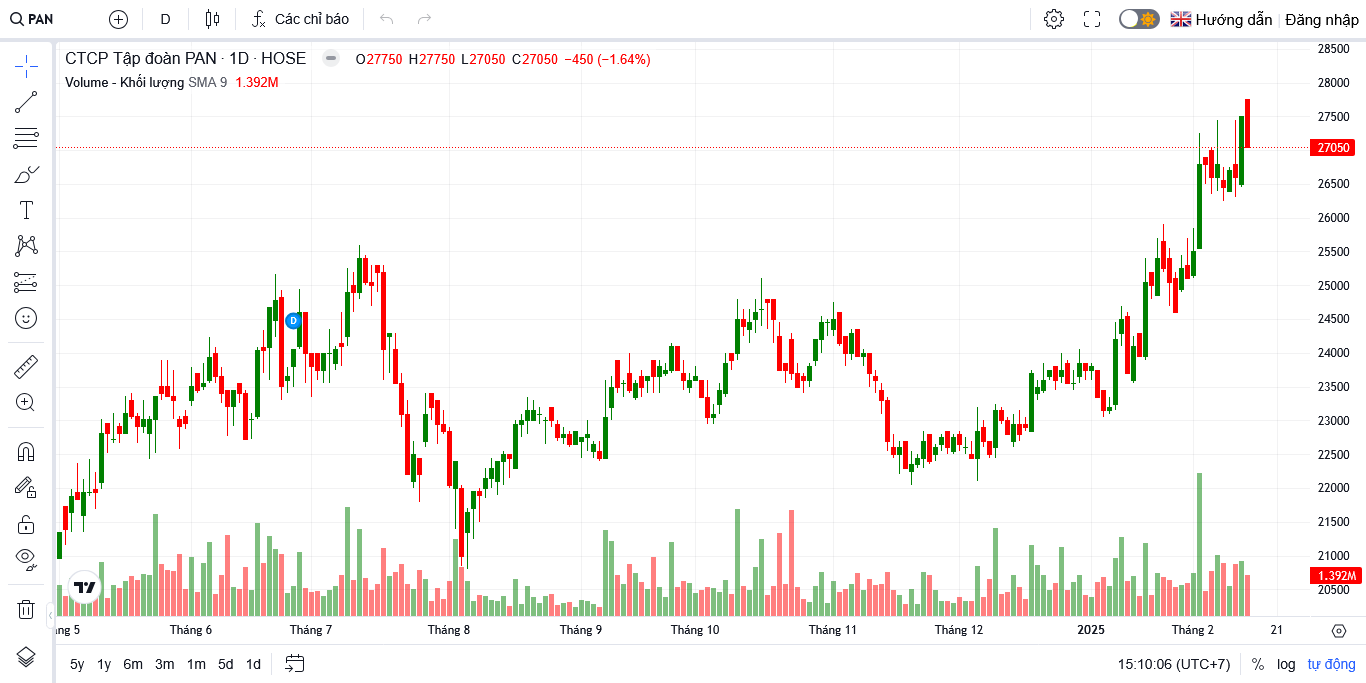 PAN D Các chỉ báo Hướng dẫn Đăng nhập
CTCP Tập đoàn PAN · 1D · HOSE O27750 H27750 L27050 C27050 −450 (−1.64%)
Volume - Khối lượng SMA 9 1.392M
28500
28000
27500
27050
26500
26000
25500
25000
24500
D
24000
23500
23000
22500
22000
21500
21000
1.392M
20500
ng 5 Tháng 6 Tháng 7 Tháng 8 Tháng 9 Tháng 10 Tháng 11 Tháng 12 2025 Tháng 2 21
5y 1y 6m 3m 1m 5d 1d 15:10:06 (UTC+7) % log tự động